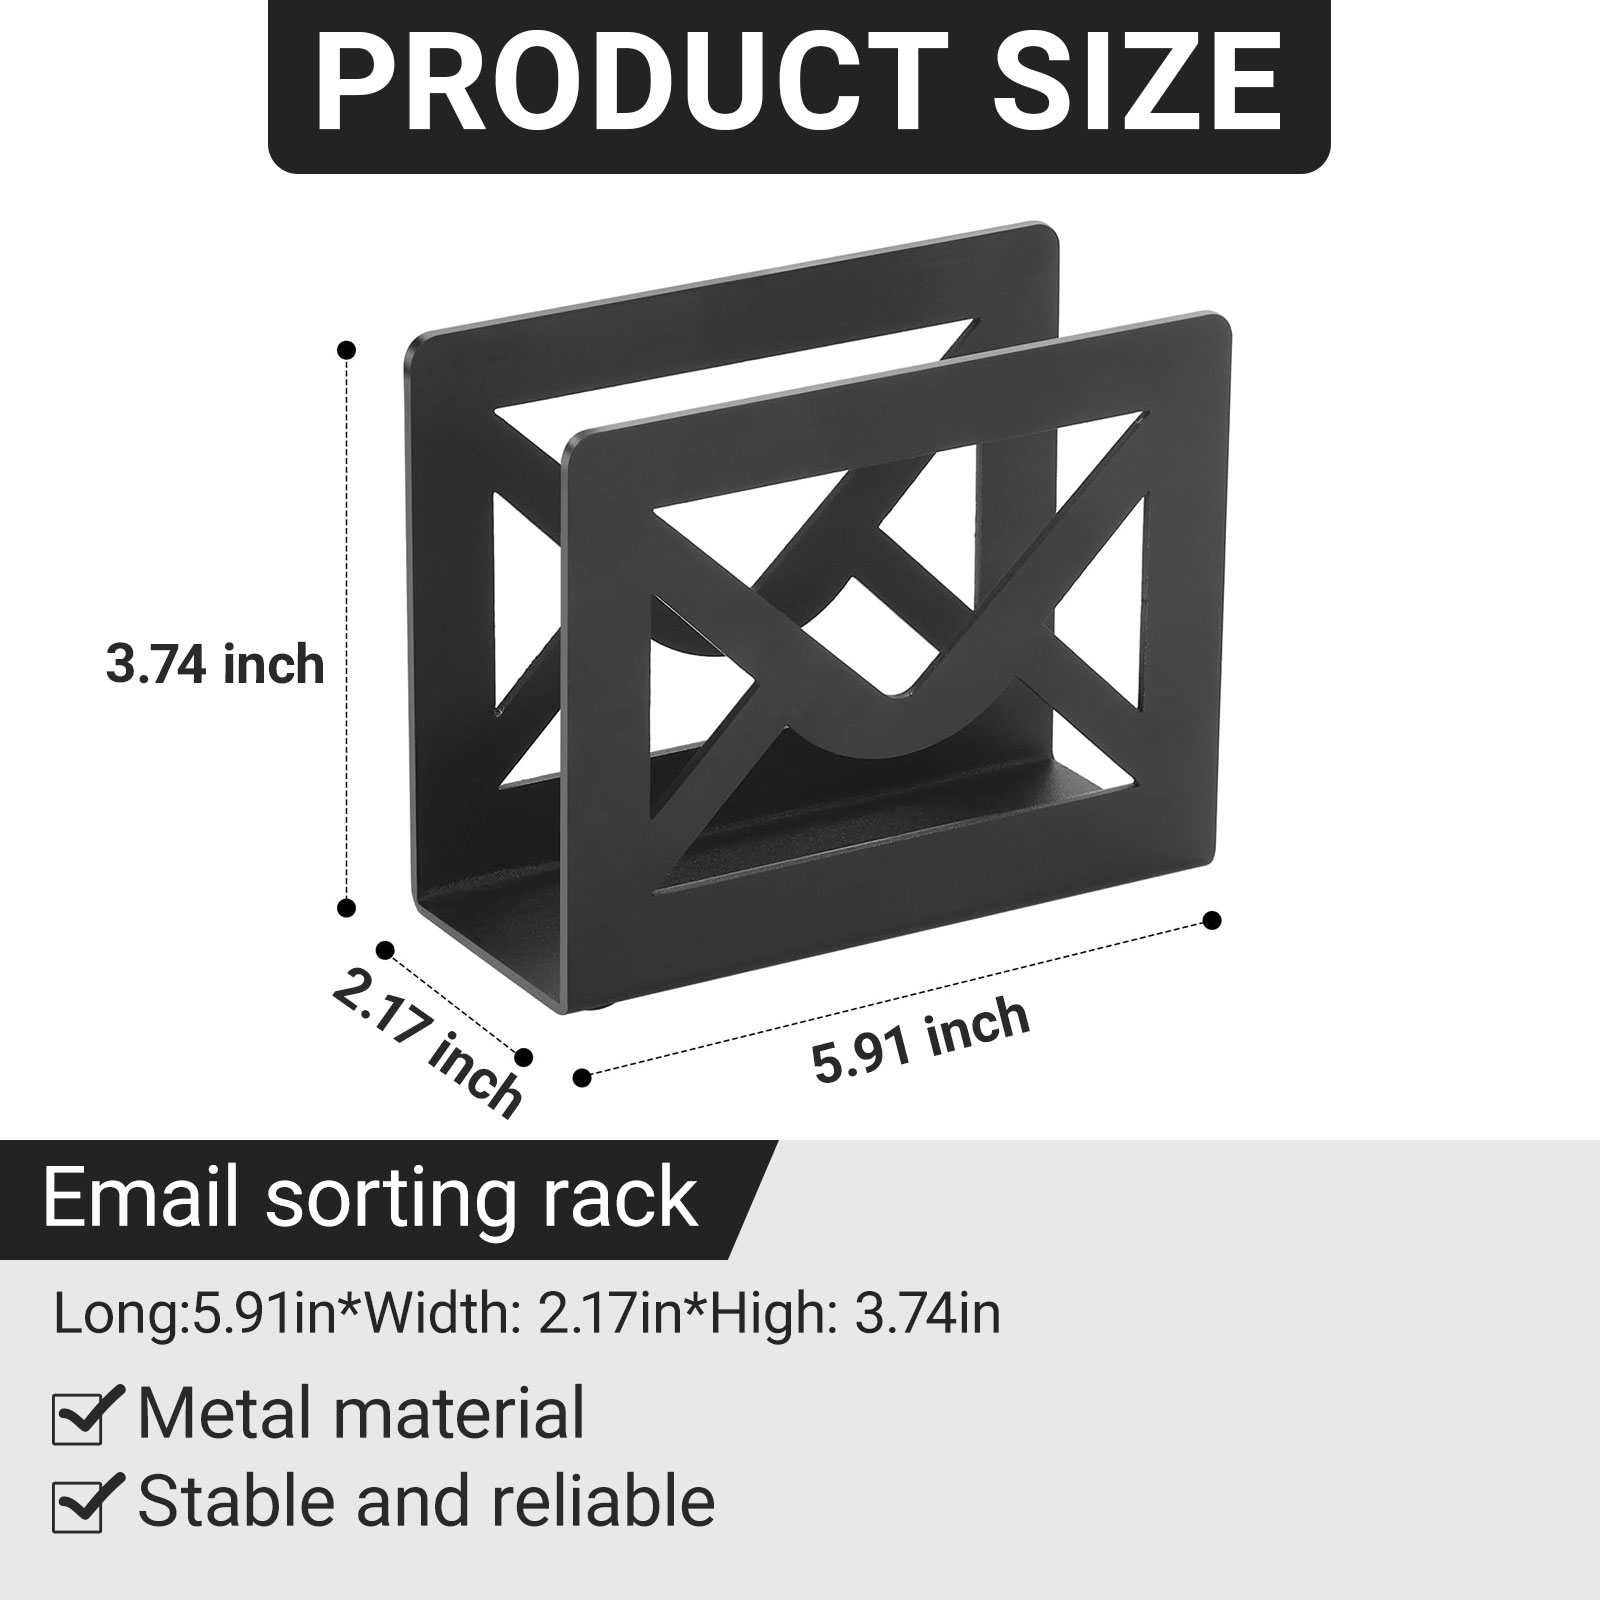 PRODUCT SIZE
3.74 inch
2.17 inch
5.91 inch
Email sorting rack
Long:5.91in*Width: 2.17in*High: 3.74in
Metal material
Stable and reliable